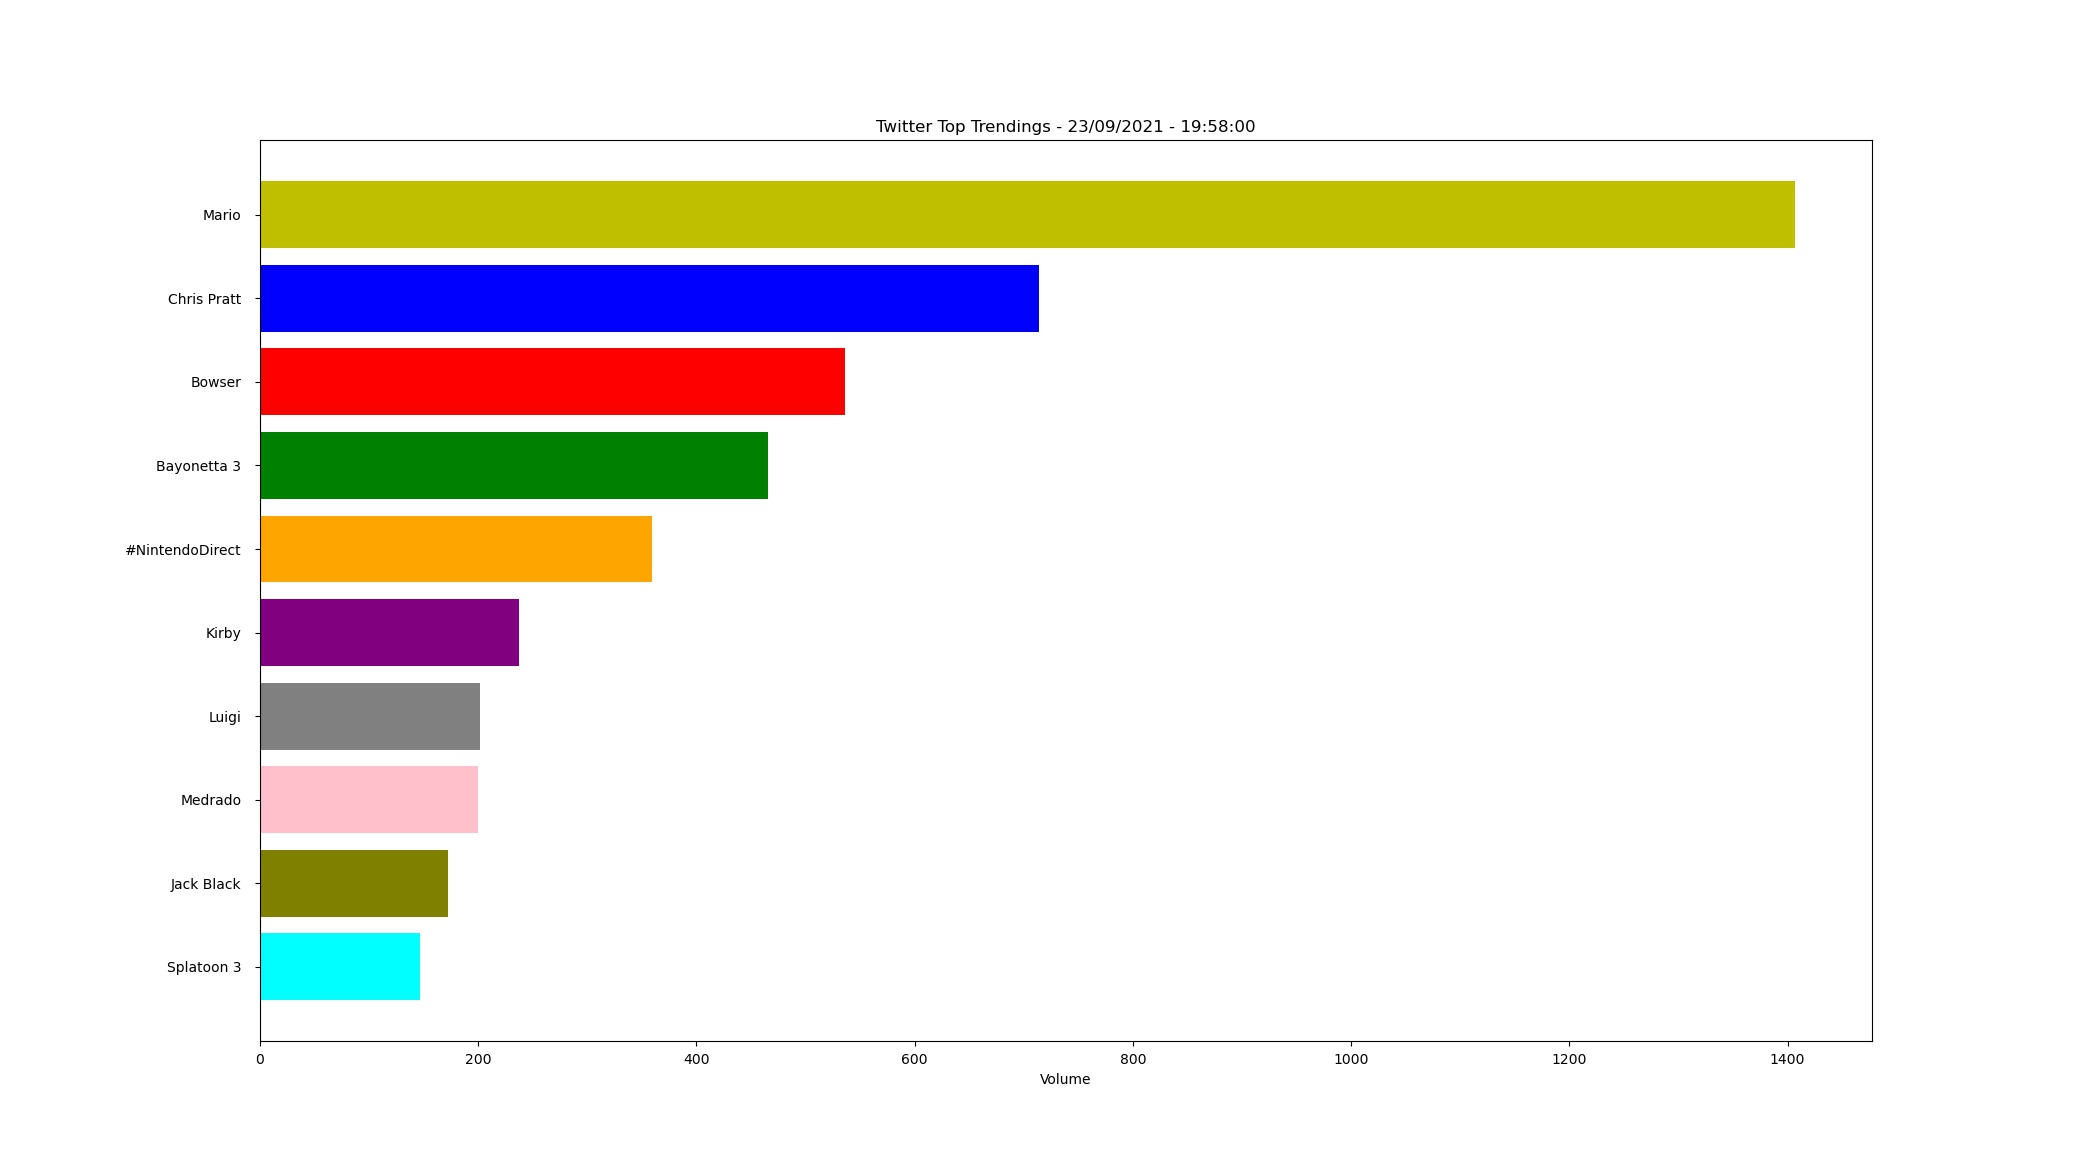 Twitter Top Trendings - 23/09/2021 - 19:58:00
Mario
Chris Pratt
Bowser
Bayonetta 3
#NintendoDirect
Kirby
Luigi
Medrado
Jack Black
Splatoon 3
0 200 400 600 800 1000 1200 1400
Volume